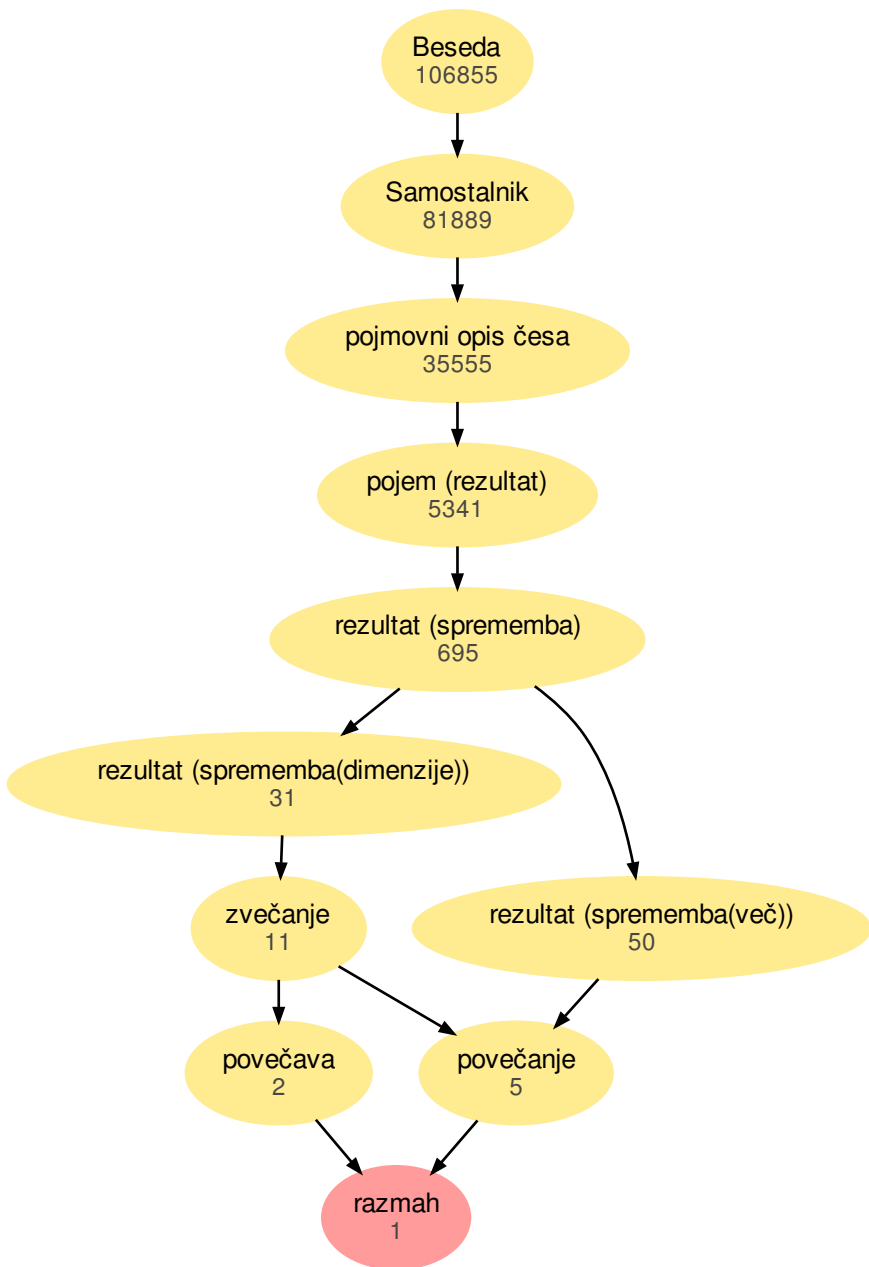 Beseda
106855
Samostalnik
81889
pojmovni opis česa
35555
pojem (rezultat)
5341
rezultat (sprememba)
695
rezultat (sprememba(dimenzije))
31
zvečanje
11
rezultat (sprememba(več))
50
povečava
2
povečanje
5
razmah
1